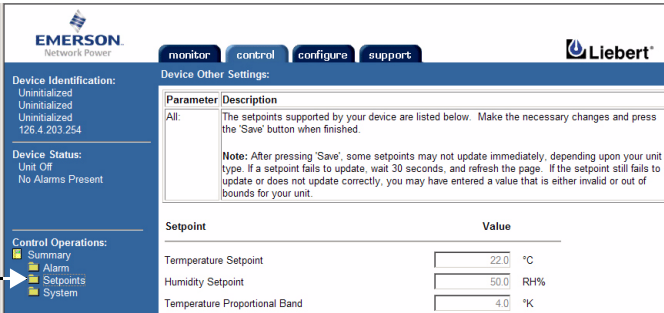 EMERSON.
Network Power
monitor control configure support
Liebert®
Device Identification:
Uninitialized
Uninitialized
Uninitialized
126.4.203.254
Device Status:
Unit Off
No Alarms Present
Control Operations:
Summary
Alarm
Setpoints
System
Device Other Settings:
Parameter Description
All: The setpoints supported by your device are listed below. Make the necessary changes and press
the 'Save' button when finished.
Note: After pressing 'Save', some setpoints may not update immediately, depending upon your unit
type. If a setpoint fails to update, wait 30 seconds, and refresh the page. If the setpoint still fails to
update or does not update correctly, you may have entered a value that is either invalid or out of
bounds for your unit.
Setpoint Value
Termperature Setpoint 22.0 °C
Humidity Setpoint 50.0 RH%
Temperature Proportional Band 4.0 °K